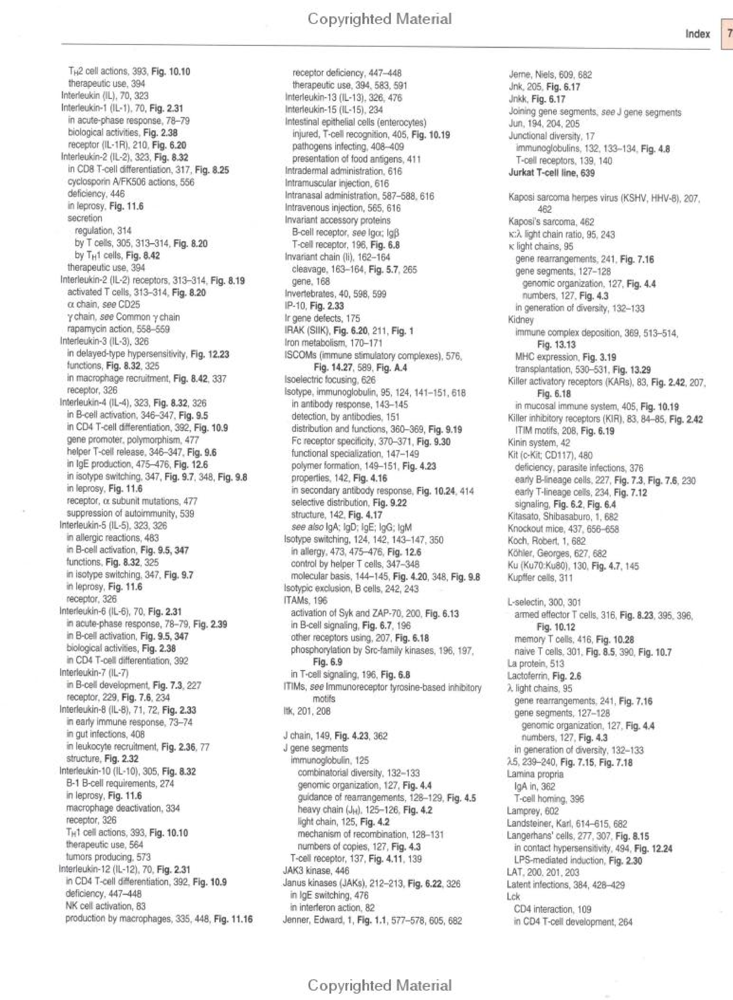 Copyrighted Material
Index
7
TH2 cell actions, 393, Fig. 10.10
therapeutic use, 394
Interleukin (IL), 70, 323
Interleukin-1 (IL-1), 70, Fig. 2.31
in acute-phase response, 78–79
biological activities, Fig. 2.38
receptor (IL-1R), 210, Fig. 6.20
Interleukin-2 (IL-2), 323, Fig. 8.32
in CD8 T-cell differentiation, 317, Fig. 8.25
cyclosporin A/FK506 actions, 556
deficiency, 446
in leprosy, Fig. 11.6
secretion
regulation, 314
by T cells, 305, 313–314, Fig. 8.20
by TH1 cells, Fig. 8.42
therapeutic use, 394
Interleukin-2 (IL-2) receptors, 313–314, Fig. 8.19
activated T cells, 313–314, Fig. 8.20
α chain, see CD25
γ chain, see Common γ chain
rapamycin action, 558–559
Interleukin-3 (IL-3), 326
in delayed-type hypersensitivity, Fig. 12.23
functions, Fig. 8.32, 325
in macrophage recruitment, Fig. 8.42, 337
receptor, 326
Interleukin-4 (IL-4), 323, Fig. 8.32, 326
in B-cell activation, 346–347, Fig. 9.5
in CD4 T-cell differentiation, 392, Fig. 10.9
gene promoter, polymorphism, 477
helper T-cell release, 346–347, Fig. 9.6
in IgE production, 475–476, Fig. 12.6
in isotype switching, 347, Fig. 9.7, 348, Fig. 9.8
in leprosy, Fig. 11.6
receptor, α subunit mutations, 477
suppression of autoimmunity, 539
Interleukin-5 (IL-5), 323, 326
in allergic reactions, 483
in B-cell activation, Fig. 9.5, 347
functions, Fig. 8.32, 325
in isotype switching, 347, Fig. 9.7
in leprosy, Fig. 11.6
receptor, 326
Interleukin-6 (IL-6), 70, Fig. 2.31
in acute-phase response, 78–79, Fig. 2.39
in B-cell activation, Fig. 9.5, 347
biological activities, Fig. 2.38
in CD4 T-cell differentiation, 392
Interleukin-7 (IL-7)
in B-cell development, Fig. 7.3, 227
receptor, 229, Fig. 7.6, 234
Interleukin-8 (IL-8), 71, 72, Fig. 2.33
in early immune response, 73–74
in gut infections, 408
in leukocyte recruitment, Fig. 2.36, 77
structure, Fig. 2.32
Interleukin-10 (IL-10), 305, Fig. 8.32
B-1 B-cell requirements, 274
in leprosy, Fig. 11.6
macrophage deactivation, 334
receptor, 326
TH1 cell actions, 393, Fig. 10.10
therapeutic use, 564
tumors producing, 573
Interleukin-12 (IL-12), 70, Fig. 2.31
in CD4 T-cell differentiation, 392, Fig. 10.9
deficiency, 447–448
NK cell activation, 83
production by macrophages, 335, 448, Fig. 11.16
receptor deficiency, 447–448
therapeutic use, 394, 583, 591
Interleukin-13 (IL-13), 326, 476
Interleukin-15 (IL-15), 234
Intestinal epithelial cells (enterocytes)
injured, T-cell recognition, 405, Fig. 10.19
pathogens infecting, 408–409
presentation of food antigens, 411
Intradermal administration, 616
Intramuscular injection, 616
Intranasal administration, 587–588, 616
Intravenous injection, 565, 616
Invariant accessory proteins
B-cell receptor, see Igα; Igβ
T-cell receptor, 196, Fig. 6.8
Invariant chain (Ii), 162–164
cleavage, 163–164, Fig. 5.7, 265
gene, 168
Invertebrates, 40, 598, 599
IP-10, Fig. 2.33
Ir gene defects, 175
IRAK (SIIK), Fig. 6.20, 211, Fig. 1
Iron metabolism, 170–171
ISCOMs (immune stimulatory complexes), 576,
Fig. 14.27, 589, Fig. A.4
Isoelectric focusing, 626
Isotype, immunoglobulin, 95, 124, 141–151, 618
in antibody response, 143–145
detection, by antibodies, 151
distribution and functions, 360–369, Fig. 9.19
Fc receptor specificity, 370–371, Fig. 9.30
functional specialization, 147–149
polymer formation, 149–151, Fig. 4.23
properties, 142, Fig. 4.16
in secondary antibody response, Fig. 10.24, 414
selective distribution, Fig. 9.22
structure, 142, Fig. 4.17
see also IgA; IgD; IgE; IgG; IgM
Isotype switching, 124, 142, 143–147, 350
in allergy, 473, 475–476, Fig. 12.6
control by helper T cells, 347–348
molecular basis, 144–145, Fig. 4.20, 348, Fig. 9.8
Isotypic exclusion, B cells, 242, 243
ITAMs, 196
activation of Syk and ZAP-70, 200, Fig. 6.13
in B-cell signaling, Fig. 6.7, 196
other receptors using, 207, Fig. 6.18
phosphorylation by Src-family kinases, 196, 197,
Fig. 6.9
in T-cell signaling, 196, Fig. 6.8
ITIMs, see Immunoreceptor tyrosine-based inhibitory
motifs
Itk, 201, 208
J chain, 149, Fig. 4.23, 362
J gene segments
immunoglobulin, 125
combinatorial diversity, 132–133
genomic organization, 127, Fig. 4.4
guidance of rearrangements, 128–129, Fig. 4.5
heavy chain (JH), 125–126, Fig. 4.2
light chain, 125, Fig. 4.2
mechanism of recombination, 128–131
numbers of copies, 127, Fig. 4.3
T-cell receptor, 137, Fig. 4.11, 139
JAK3 kinase, 446
Janus kinases (JAKs), 212–213, Fig. 6.22, 326
in IgE switching, 476
in interferon action, 82
Jenner, Edward, 1, Fig. 1.1, 577–578, 605, 682
Jerne, Niels, 609, 682
Jnk, 205, Fig. 6.17
Jnkk, Fig. 6.17
Joining gene segments, see J gene segments
Jun, 194, 204, 205
Junctional diversity, 17
immunoglobulins, 132, 133–134, Fig. 4.8
T-cell receptors, 139, 140
Jurkat T-cell line, 639
Kaposi sarcoma herpes virus (KSHV, HHV-8), 207,
462
Kaposi's sarcoma, 462
κ:λ light chain ratio, 95, 243
κ light chains, 95
gene rearrangements, 241, Fig. 7.16
gene segments, 127–128
genomic organization, 127, Fig. 4.4
numbers, 127, Fig. 4.3
in generation of diversity, 132–133
Kidney
immune complex deposition, 369, 513–514,
Fig. 13.13
MHC expression, Fig. 3.19
transplantation, 530–531, Fig. 13.29
Killer activatory receptors (KARs), 83, Fig. 2.42, 207,
Fig. 6.18
in mucosal immune system, 405, Fig. 10.19
Killer inhibitory receptors (KIR), 83, 84–85, Fig. 2.42
ITIM motifs, 208, Fig. 6.19
Kinin system, 42
Kit (c-Kit; CD117), 480
deficiency, parasite infections, 376
early B-lineage cells, 227, Fig. 7.3, Fig. 7.6, 230
early T-lineage cells, 234, Fig. 7.12
signaling, Fig. 6.2, Fig. 6.4
Kitasato, Shibasaburo, 1, 682
Knockout mice, 437, 656–658
Koch, Robert, 1, 682
Köhler, Georges, 627, 682
Ku (Ku70:Ku80), 130, Fig. 4.7, 145
Kupffer cells, 311
L-selectin, 300, 301
armed effector T cells, 316, Fig. 8.23, 395, 396,
Fig. 10.12
memory T cells, 416, Fig. 10.28
naive T cells, 301, Fig. 8.5, 390, Fig. 10.7
La protein, 513
Lactoferrin, Fig. 2.6
λ light chains, 95
gene rearrangements, 241, Fig. 7.16
gene segments, 127–128
genomic organization, 127, Fig. 4.4
numbers, 127, Fig. 4.3
in generation of diversity, 132–133
λ5, 239–240, Fig. 7.15, Fig. 7.18
Lamina propria
IgA in, 362
T-cell homing, 396
Lamprey, 602
Landsteiner, Karl, 614–615, 682
Langerhans' cells, 277, 307, Fig. 8.15
in contact hypersensitivity, 494, Fig. 12.24
LPS-mediated induction, Fig. 2.30
LAT, 200. 201, 203
Latent infections, 384, 428–429
Lck
CD4 interaction, 109
in CD4 T-cell development, 264
Copyrighted Material